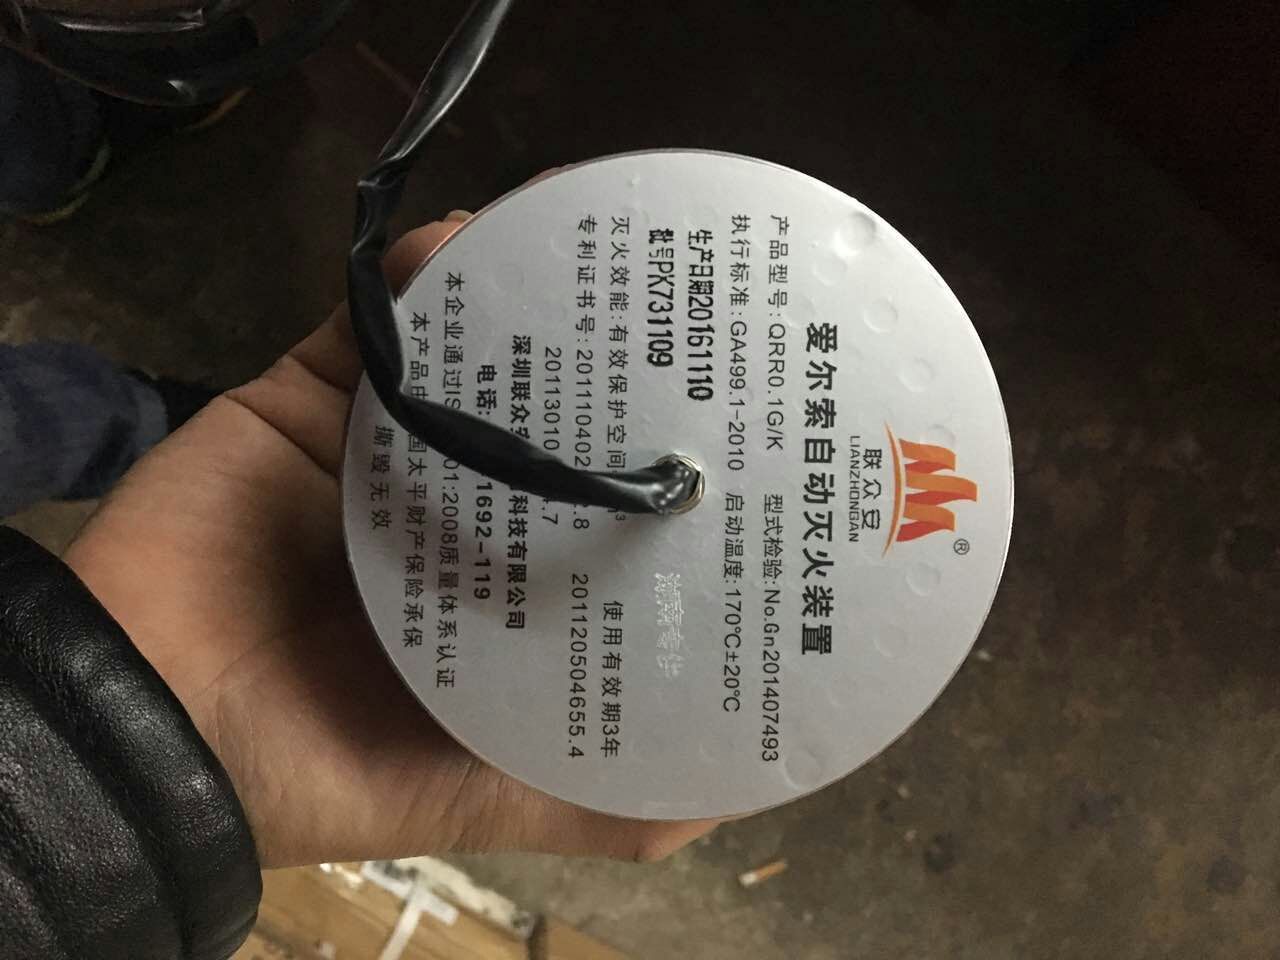 ®
联众安
LIANZHONGAN
爱尔索自动灭火装置
产品型号:QRR0.1G/K 型式检验:No.Gn201407493
执行标准:GA499.1-2010 启动温度:170℃±20℃
生产日期20161110
批号PK731109
灭火效能:有效保护空间 使用有效期3年
专利证书号:201110402 .8 201120504655.4
20113010 .7
深圳联众安 科技有限公司
电话: 1692-119
本企业通过IS 01:2008质量体系认证
本产品由 国太平财产保险承保
撕毁无效